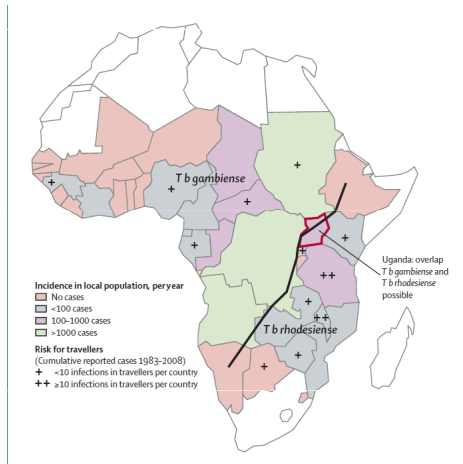 T b gambiense
Uganda: overlap
T b gambiense and
T b rhodesiense
possible
T b rhodesiense
Incidence in local population, per year
No cases
<100 cases
100–1000 cases
>1000 cases
Risk for travellers
(Cumulative reported cases 1983–2008)
+ <10 infections in travellers per country
++ ≥10 infections in travellers per country